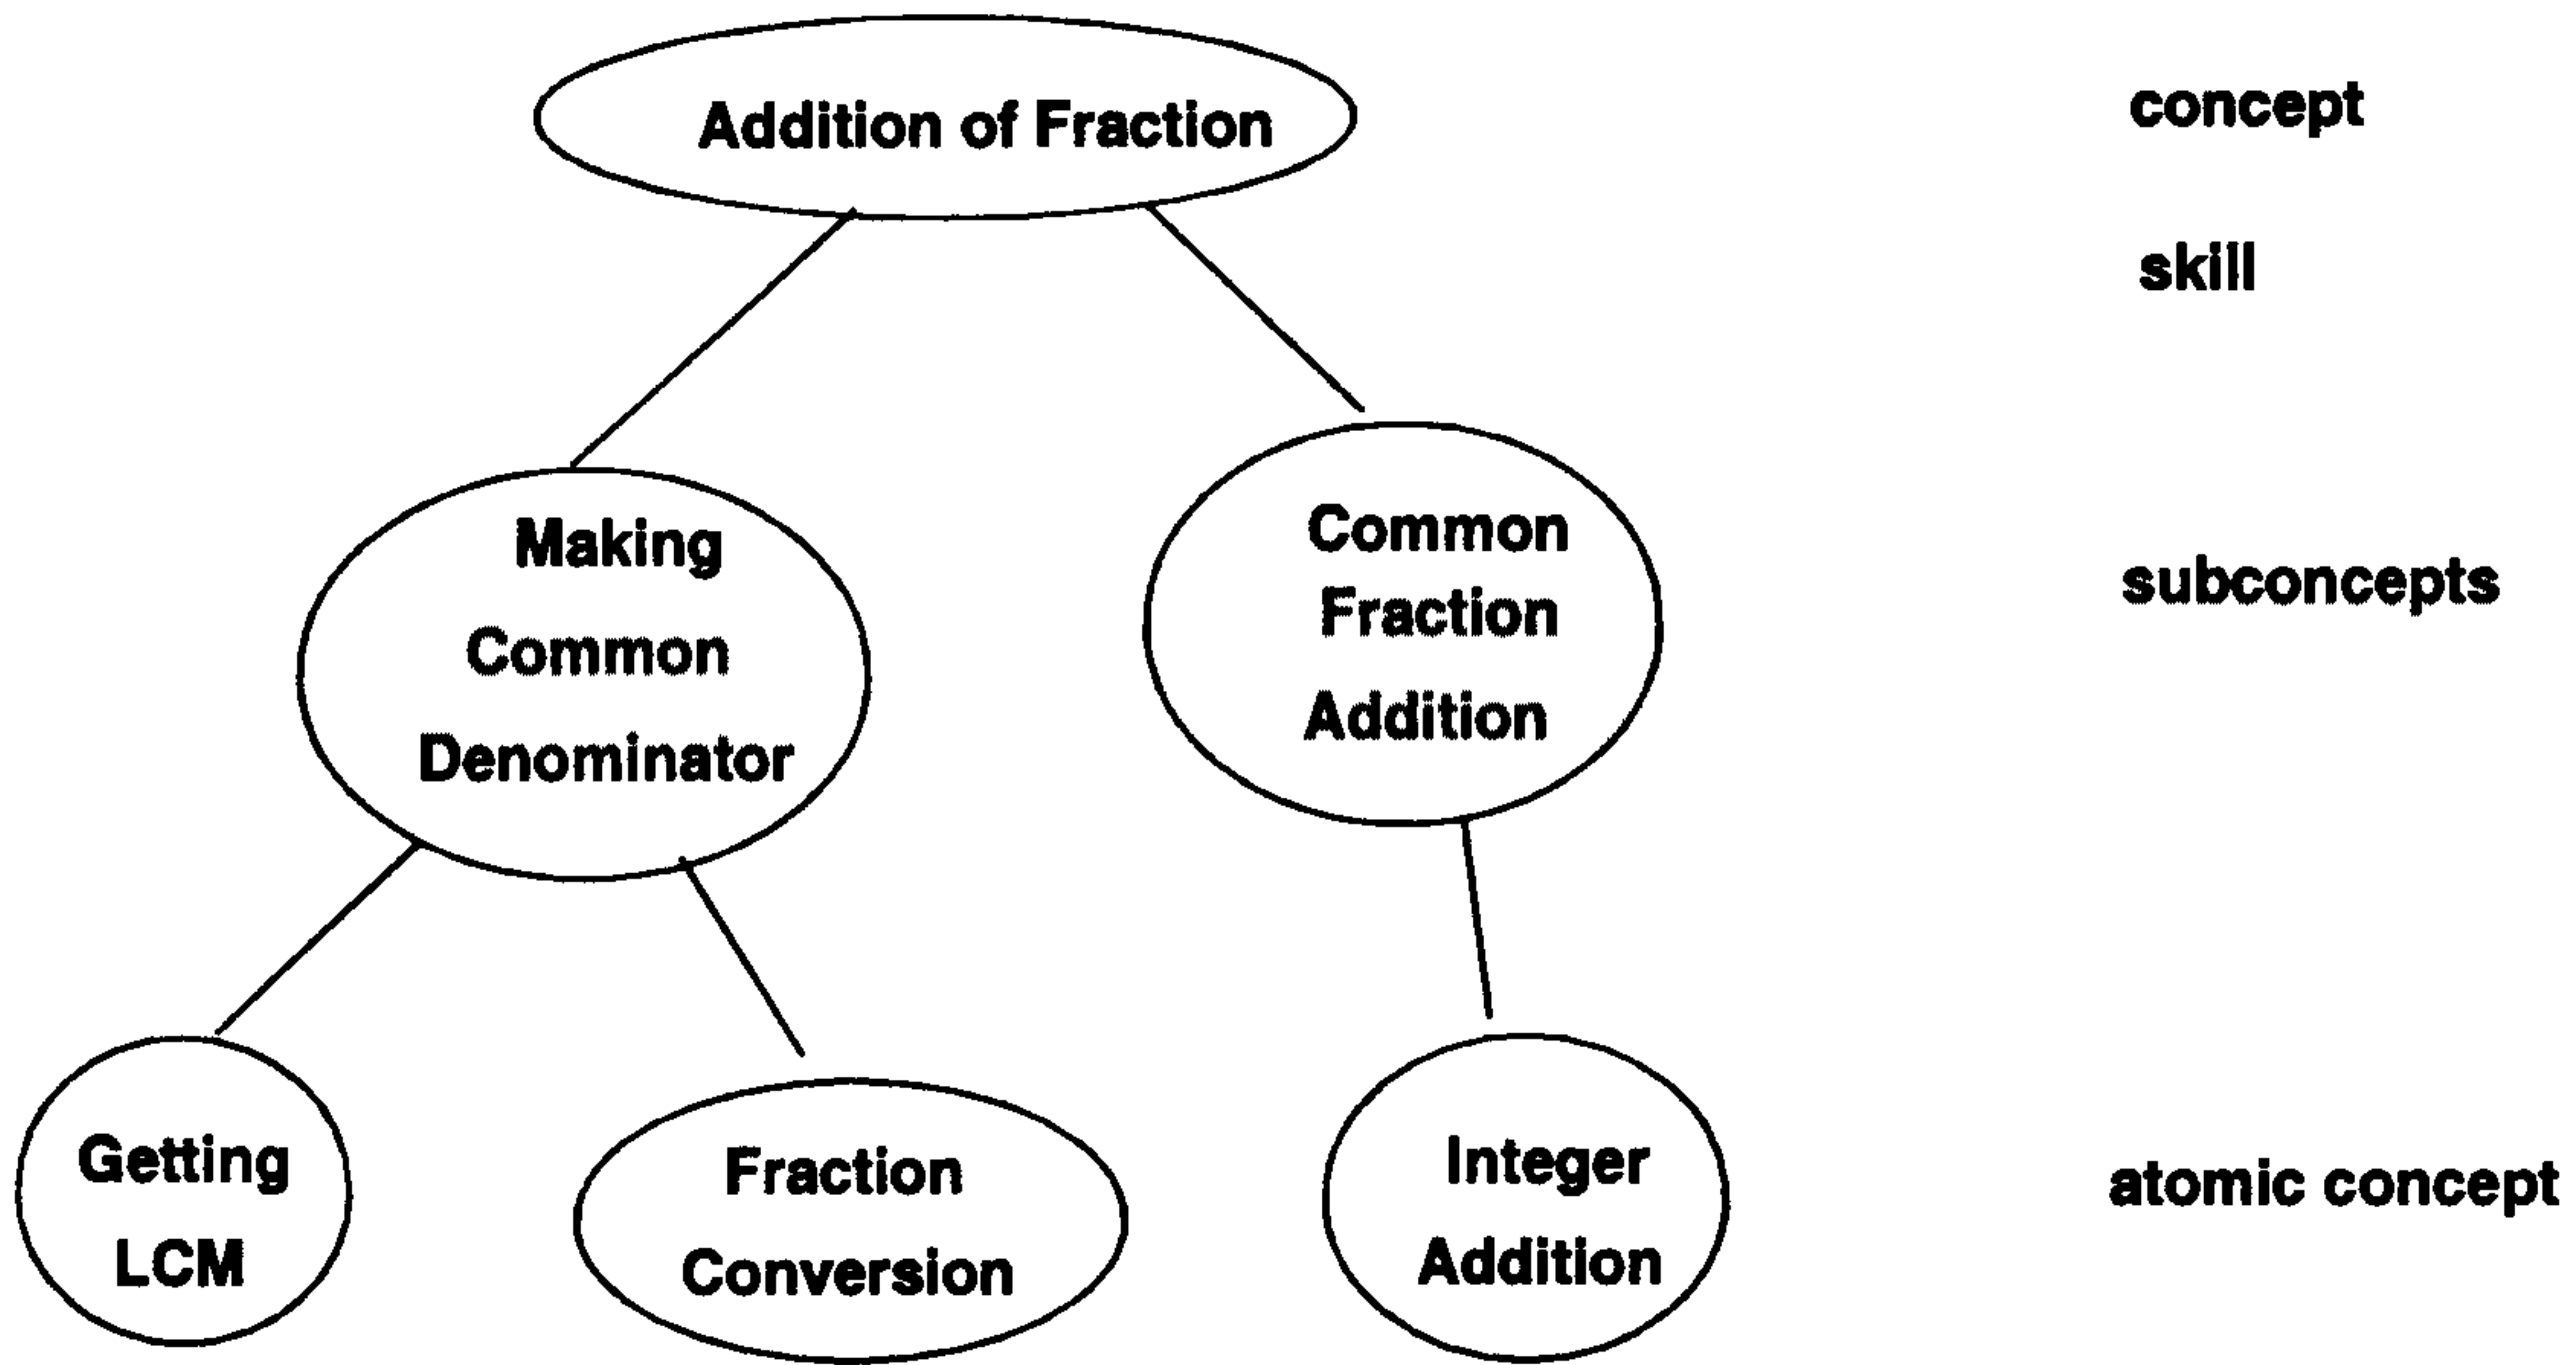 Addition of Fraction
concept
skill
Making
Common
Denominator
Common
Fraction
Addition
subconcepts
Getting
LCM
Fraction
Conversion
Integer
Addition
atomic concept